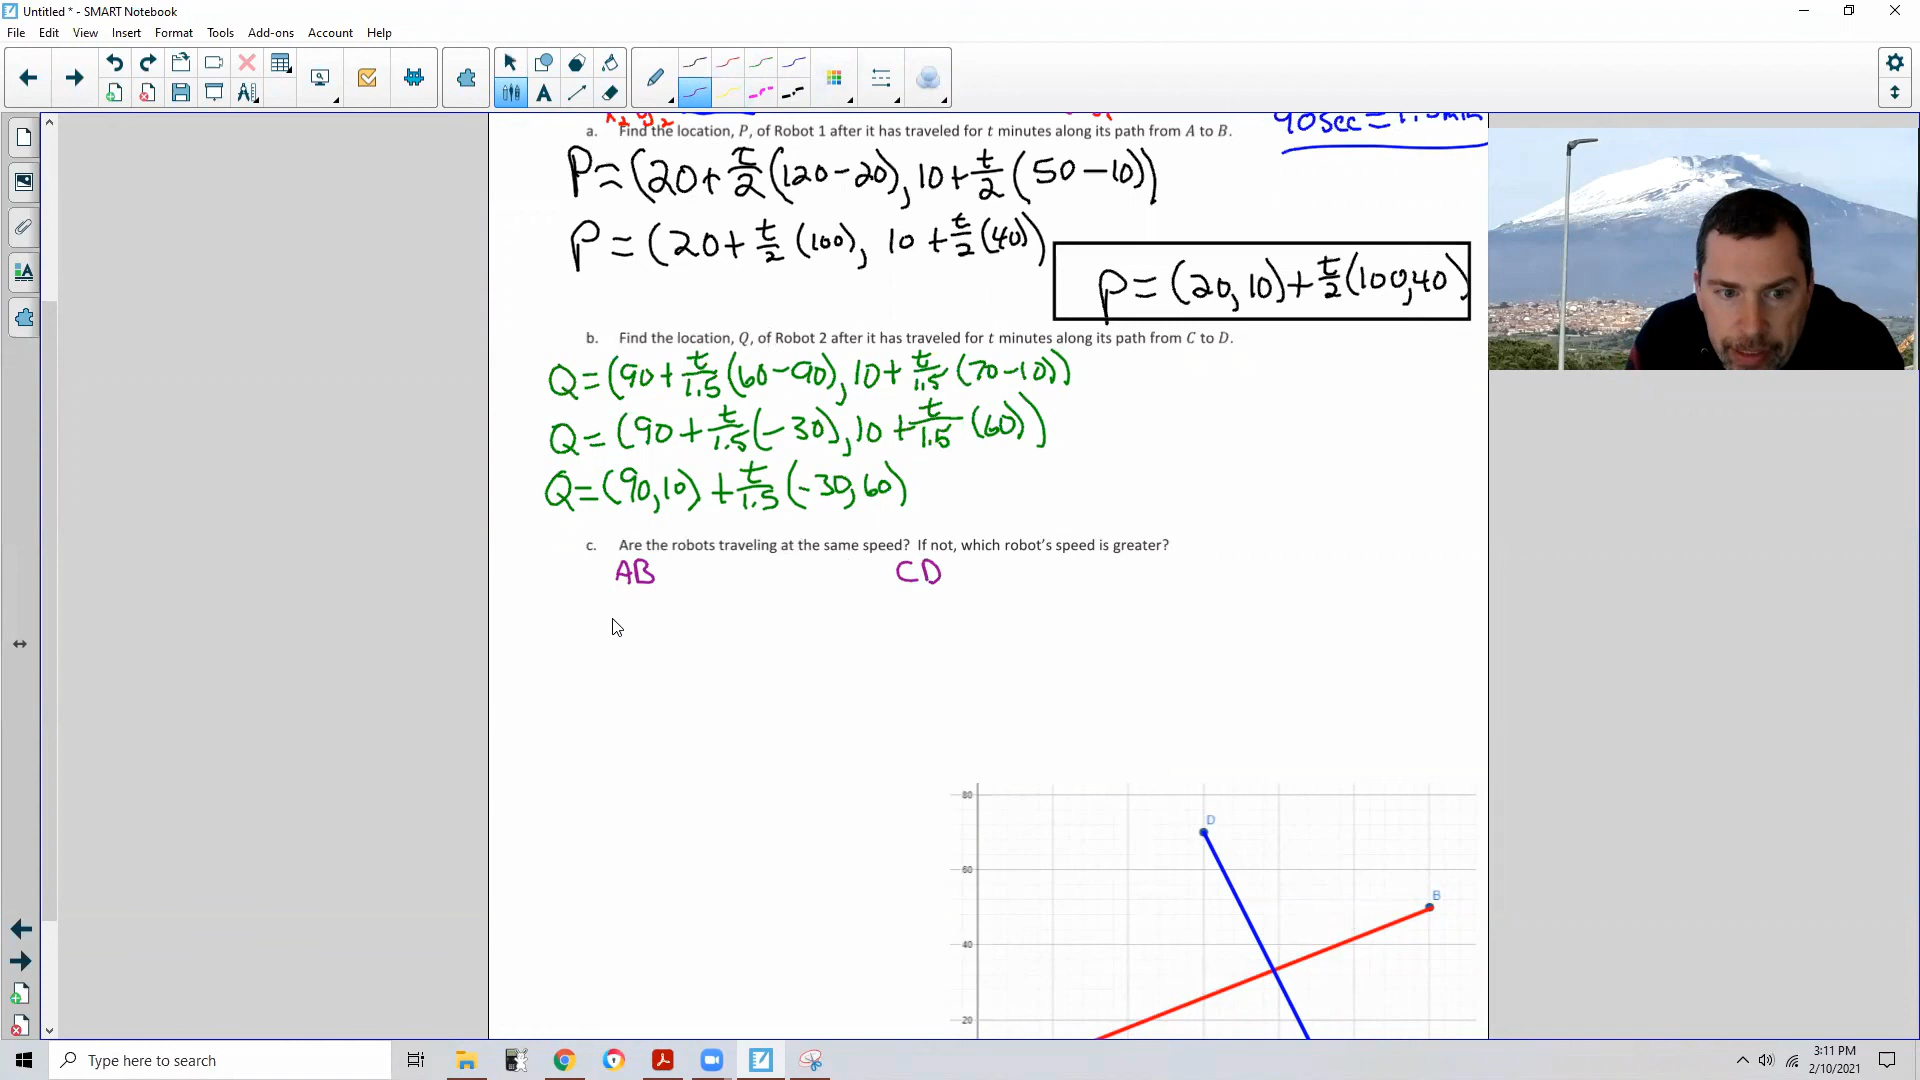 Untitled * - SMART Notebook
File Edit View Insert Format Tools Add-ons Account Help
90sec = 1.5min
x₂ y₂
a. Find the location, P, of Robot 1 after it has traveled for t minutes along its path from A to B.
P=(20+t/2(120-20), 10+t/2(50-10))
P = (20+t/2(100), 10+t/2(40))
P=(20,10)+t/2(100,40)
b. Find the location, Q, of Robot 2 after it has traveled for t minutes along its path from C to D.
Q=(90+t/1.5(60-90), 10+t/1.5(70-10))
Q=(90+t/1.5(-30), 10+t/1.5(60))
Q=(90,10)+t/1.5(-30,60)
c. Are the robots traveling at the same speed? If not, which robot's speed is greater?
AB CD
80
D
60
B
40
20
Type here to search
3:11 PM
2/10/2021